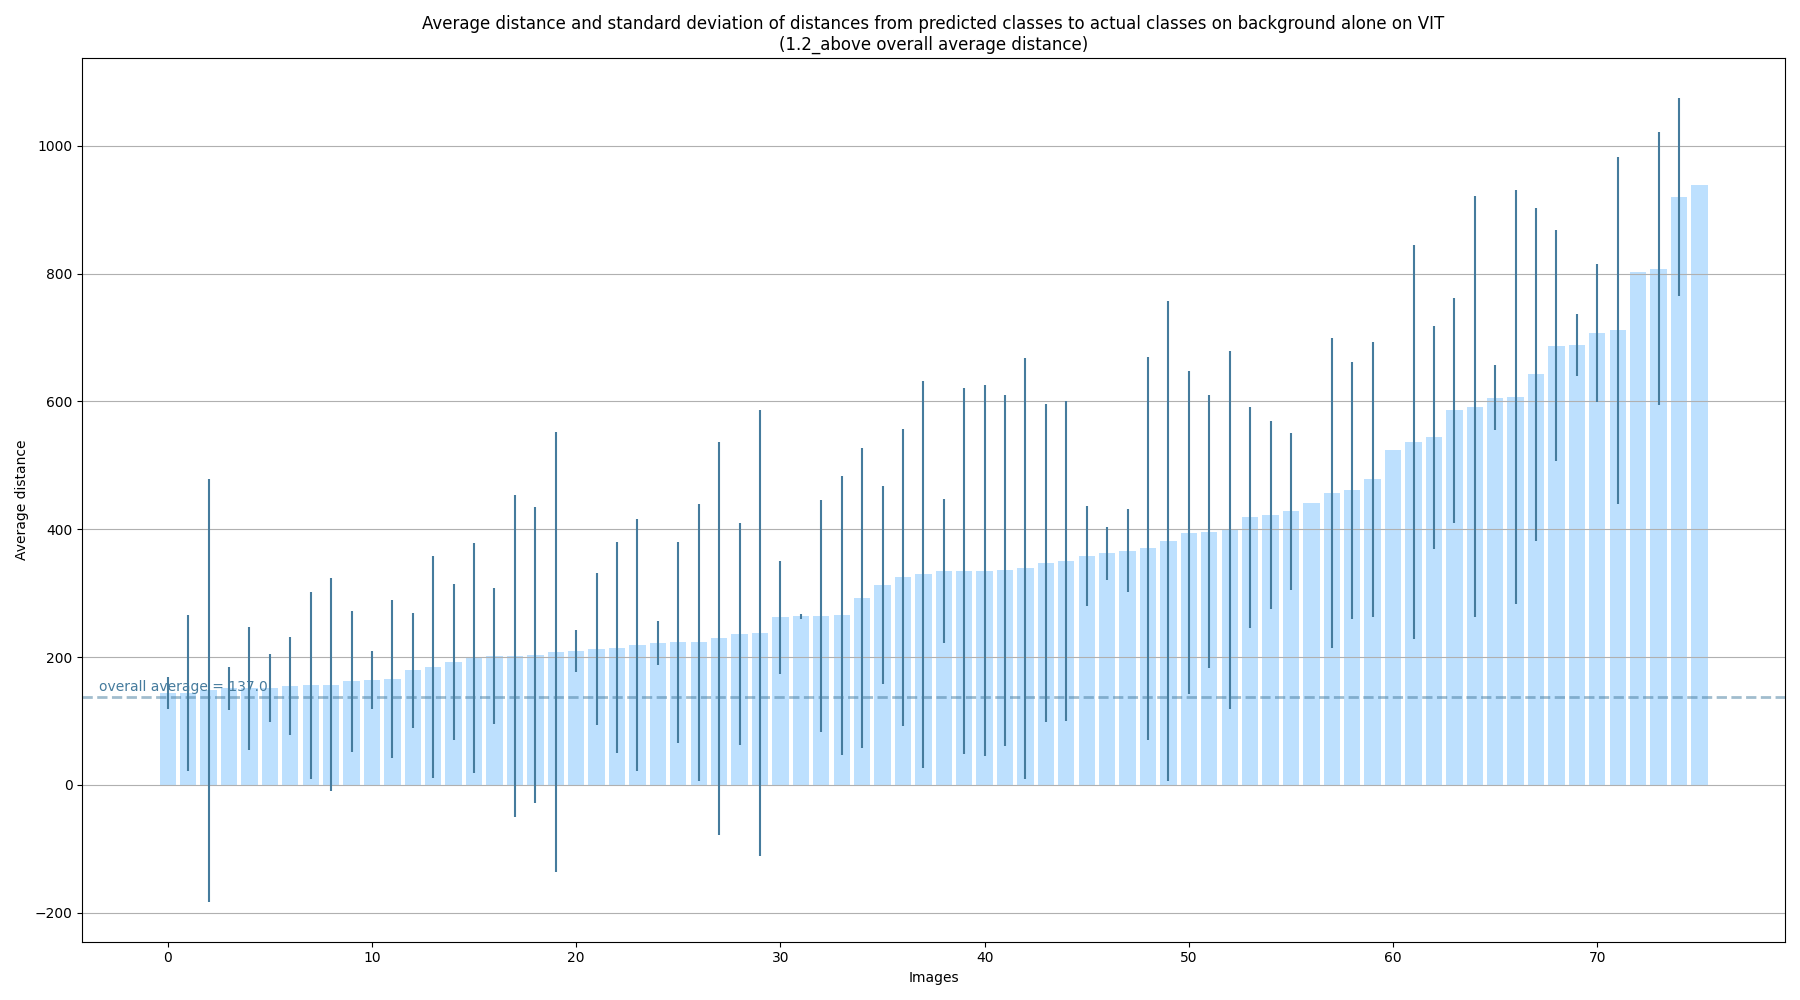 Average distance and standard deviation of distances from predicted classes to actual classes on background alone on VIT
(1.2_above overall average distance)
Average distance
1000
800
600
400
200
0
−200
overall average = 137.0
0 10 20 30 40 50 60 70
Images